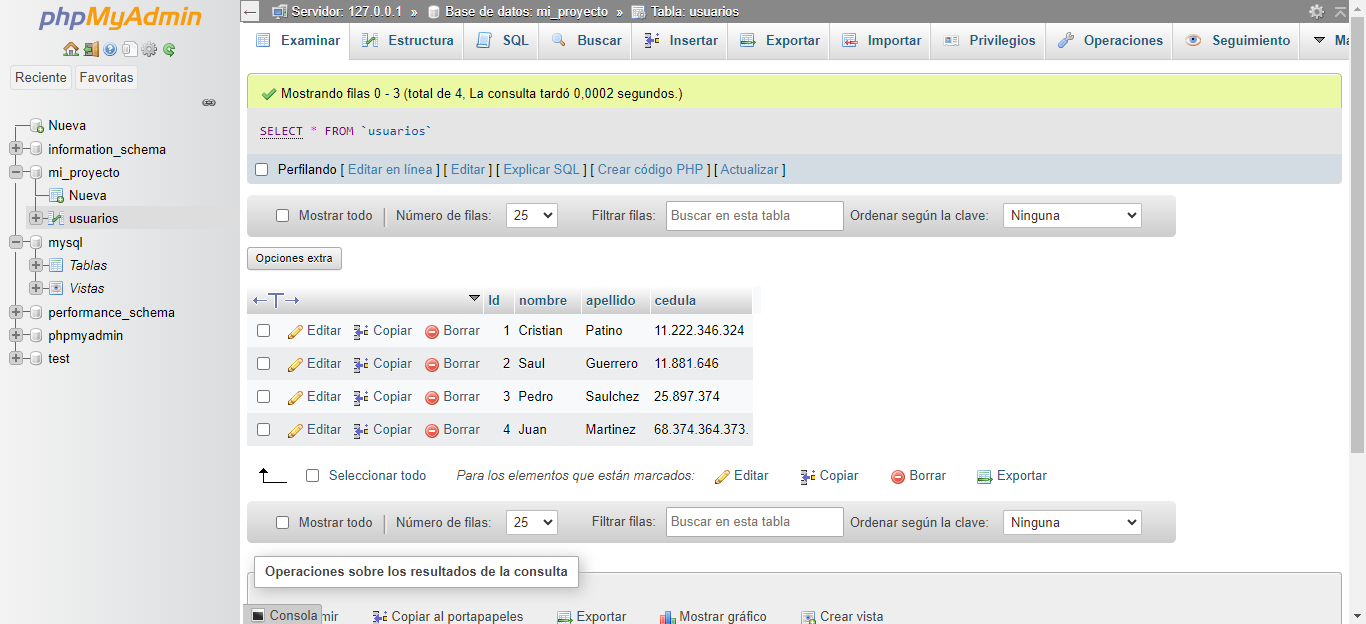 phpMyAdmin
Reciente Favoritas
Nueva
information_schema
mi_proyecto
Nueva
usuarios
mysql
Tablas
Vistas
performance_schema
phpmyadmin
test
Servidor: 127.0.0.1 » Base de datos: mi_proyecto » Tabla: usuarios
Examinar Estructura SQL Buscar Insertar Exportar Importar Privilegios Operaciones Seguimiento
Mostrando filas 0 - 3 (total de 4, La consulta tardó 0,0002 segundos.)
SELECT * FROM `usuarios`
Perfilando [ Editar en línea ] [ Editar ] [ Explicar SQL ] [ Crear código PHP ] [ Actualizar ]
Mostrar todo | Número de filas: 25 Filtrar filas: Buscar en esta tabla Ordenar según la clave: Ninguna
Opciones extra
←T→ Id nombre apellido cedula
Editar Copiar Borrar 1 Cristian Patino 11.222.346.324
Editar Copiar Borrar 2 Saul Guerrero 11.881.646
Editar Copiar Borrar 3 Pedro Saulchez 25.897.374
Editar Copiar Borrar 4 Juan Martinez 68.374.364.373.
Seleccionar todo Para los elementos que están marcados: Editar Copiar Borrar Exportar
Mostrar todo | Número de filas: 25 Filtrar filas: Buscar en esta tabla Ordenar según la clave: Ninguna
Operaciones sobre los resultados de la consulta
Consola mir Copiar al portapapeles Exportar Mostrar gráfico Crear vista